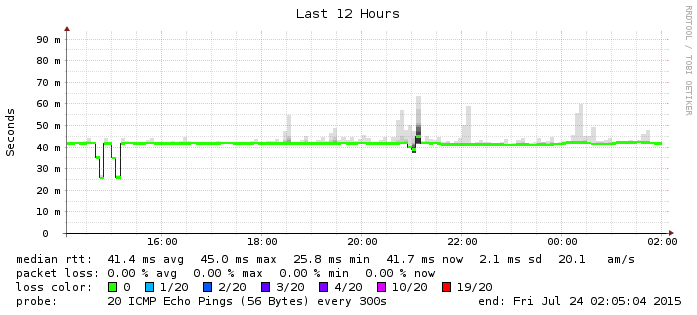 Last 12 Hours
RRDTOOL / TOBI OETIKER
Seconds
90 m
80 m
70 m
60 m
50 m
40 m
30 m
20 m
10 m
0
16:00 18:00 20:00 22:00 00:00 02:00
median rtt: 41.4 ms avg 45.0 ms max 25.8 ms min 41.7 ms now 2.1 ms sd 20.1 am/s
packet loss: 0.00 % avg 0.00 % max 0.00 % min 0.00 % now
loss color: 0 1/20 2/20 3/20 4/20 10/20 19/20
probe: 20 ICMP Echo Pings (56 Bytes) every 300s end: Fri Jul 24 02:05:04 2015